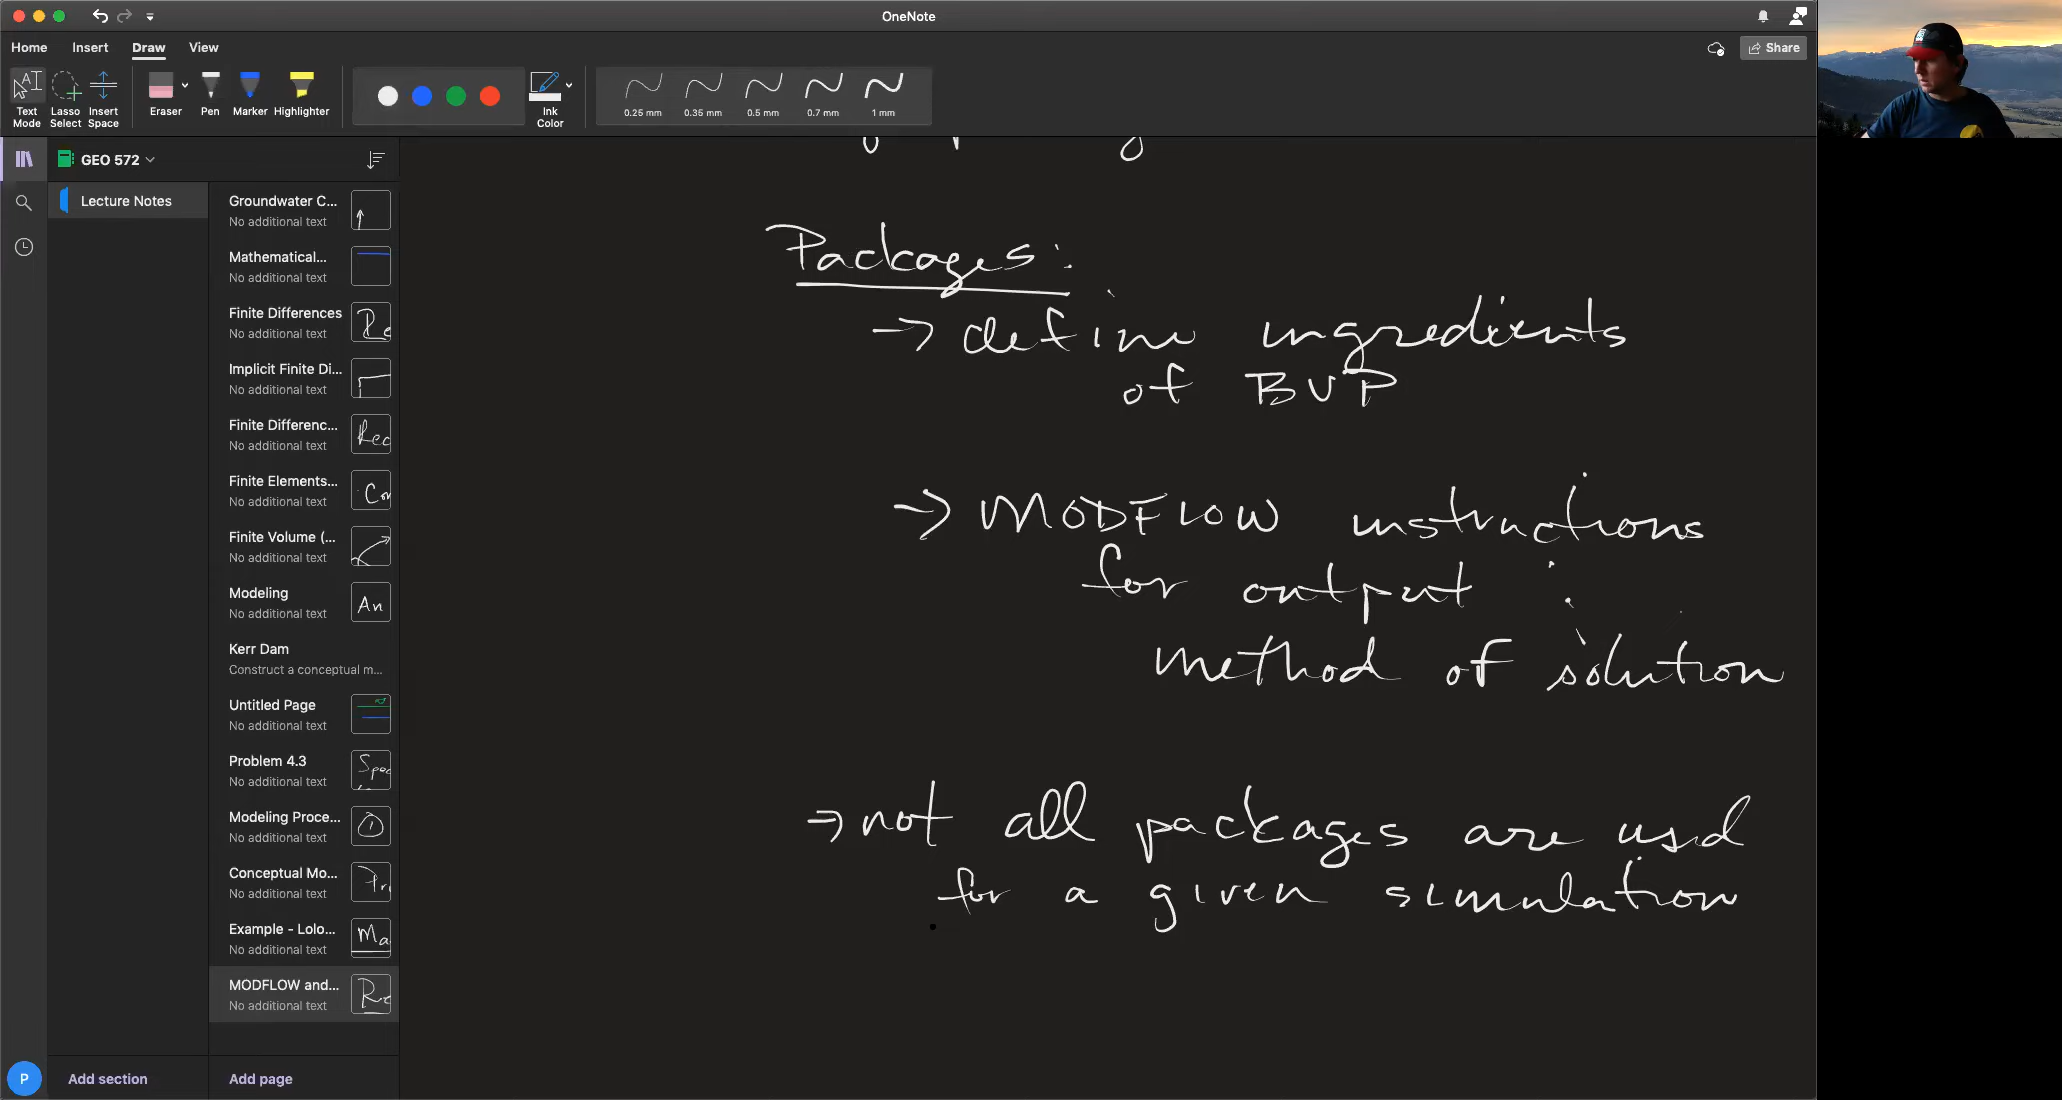 OneNote
Home Insert Draw View
Share
Text Mode
Lasso Select
Insert Space
Eraser
Pen
Marker
Highlighter
Ink Color
0.25 mm
0.35 mm
0.5 mm
0.7 mm
1 mm
GEO 572
Lecture Notes
Groundwater C...
No additional text
Mathematical...
No additional text
Finite Differences
No additional text
Implicit Finite Di...
No additional text
Finite Differenc...
No additional text
Finite Elements...
No additional text
Finite Volume (...
No additional text
Modeling
No additional text
An
Kerr Dam
Construct a conceptual m...
Untitled Page
No additional text
Problem 4.3
No additional text
Modeling Proce...
No additional text
Conceptual Mo...
No additional text
Example - Lolo...
No additional text
Ma
MODFLOW and...
No additional text
P
Add section
Add page
Packages:
→ define ingredients
of BVP
→ MODFLOW instructions
for output :
method of solution
→ not all packages are used
for a given simulation